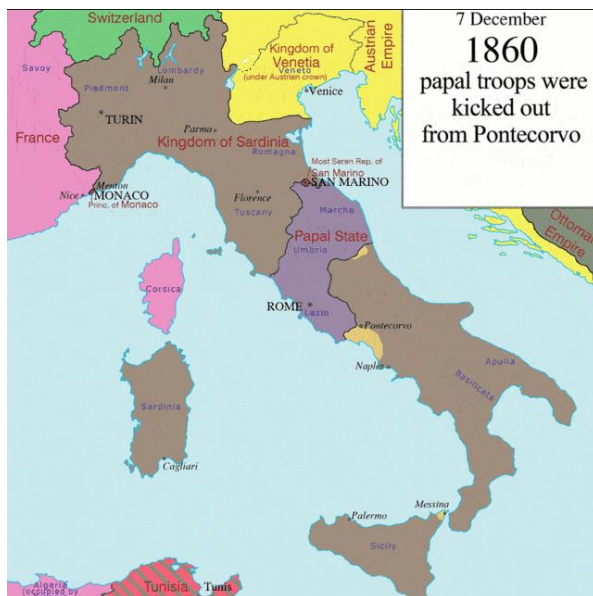 7 December
1860
papal troops were
kicked out
from Pontecorvo
Switzerland
Savoy
Lombardy
Milan
Piedmont
TURIN
Kingdom of
Venetia
(under Austrien crown)
Veneto
Venice
Austrian
Empire
France
Parma
Kingdom of Sardinia
Romagna
Most Seren Rep. of
San Marino
SAN MARINO
Menton
Nice
MONACO
Princ. of Monaco
Florence
Tuscany
Marche
Papal State
Umbria
Ottoman
Empire
Corsica
ROME
Lazio
Pontecorvo
Naples
Apulia
Basilicata
Sardinia
Cagliari
Messina
Palermo
Sicily
Algeria
(occupied by
Tunisia
Tunis